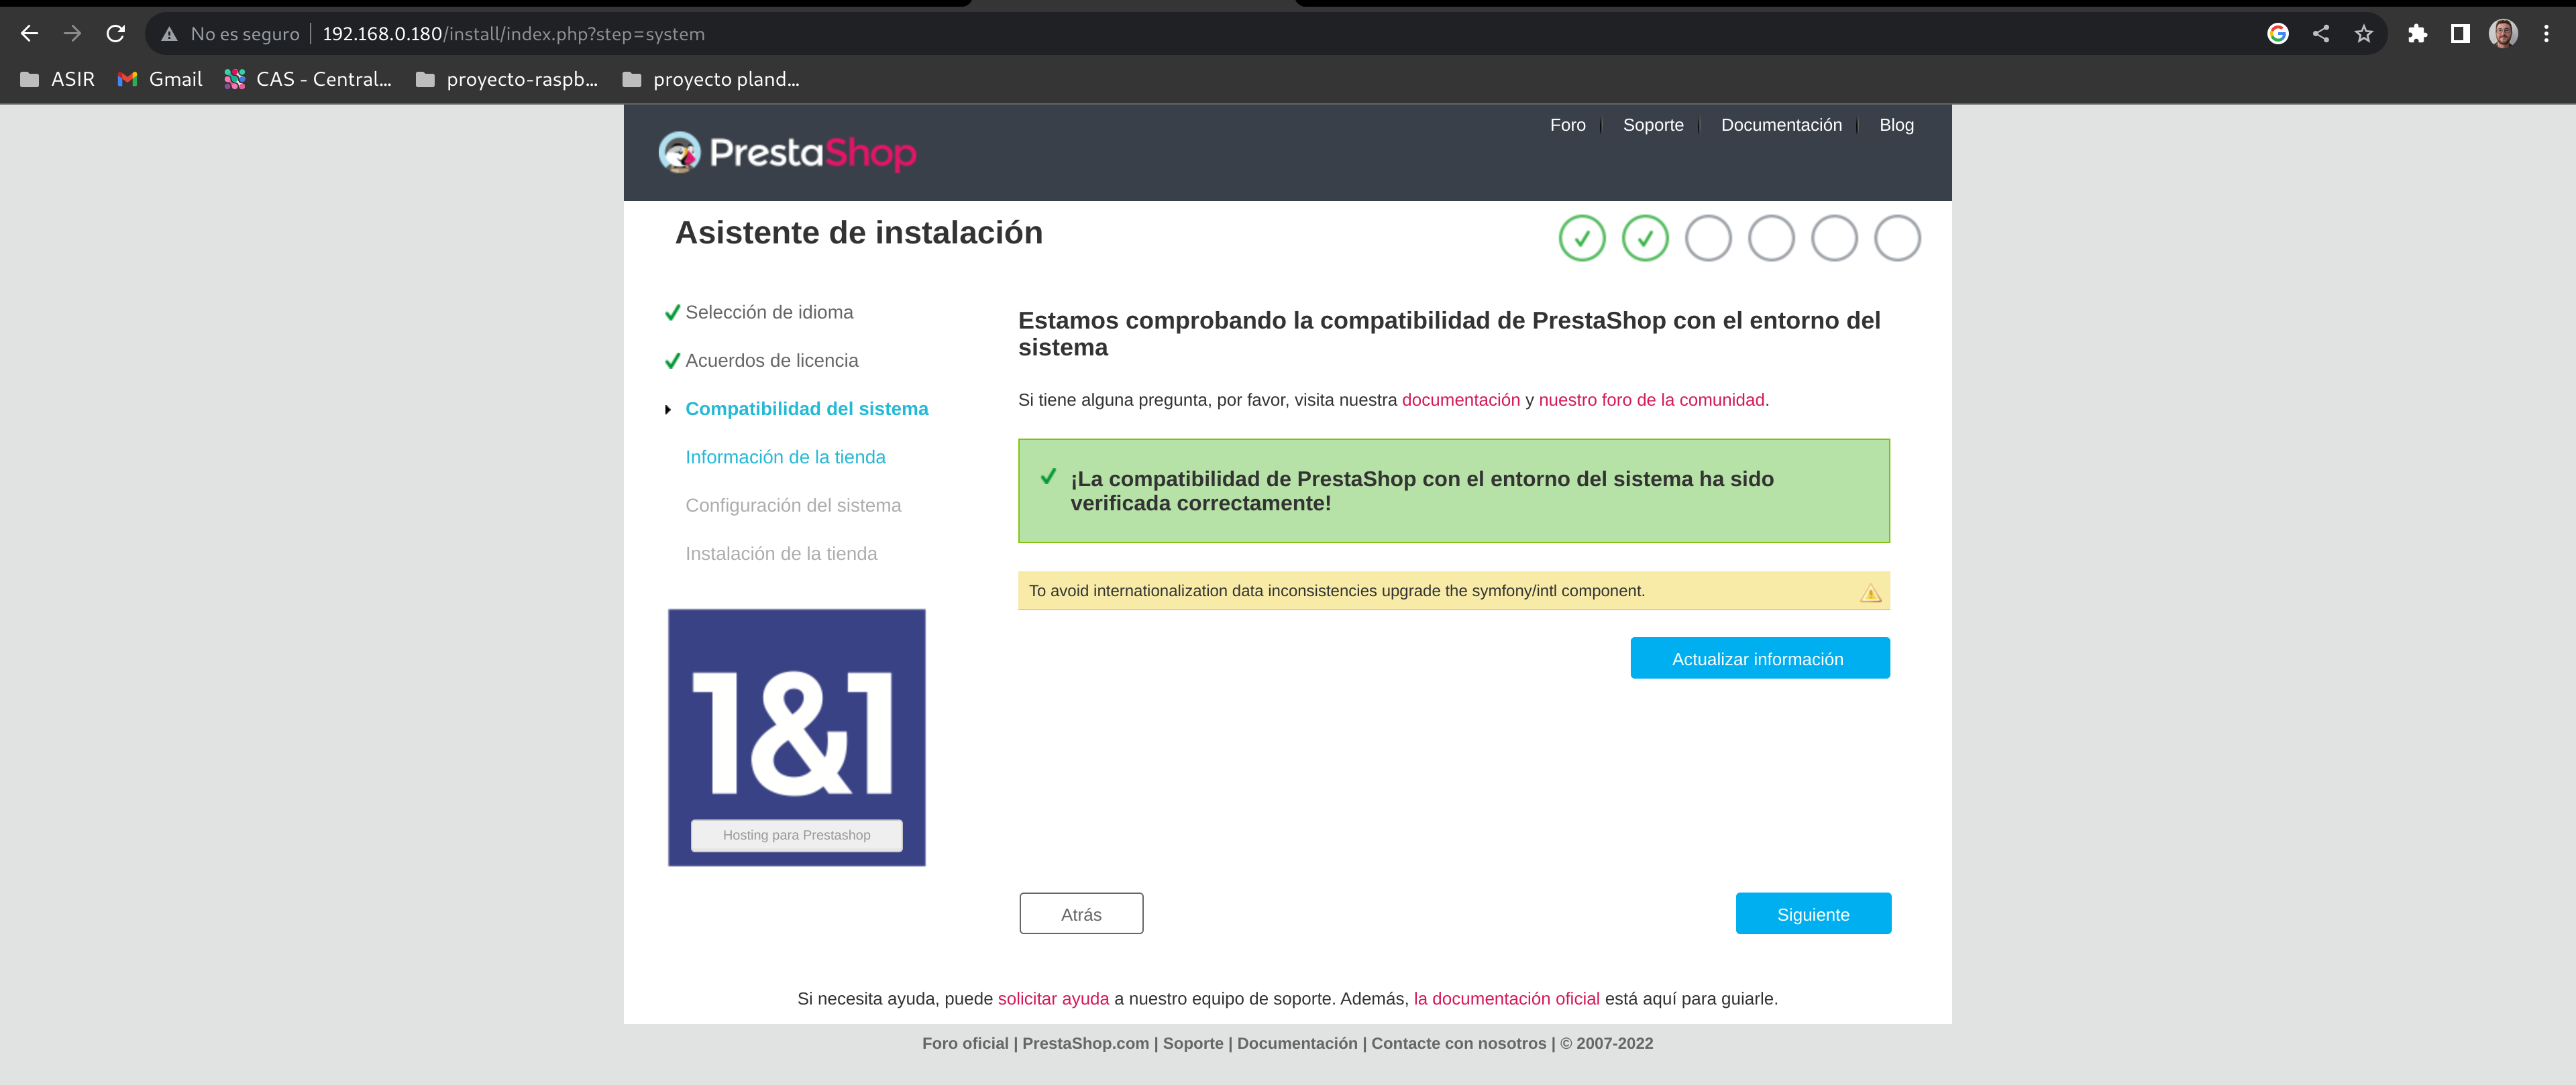 No es seguro | 192.168.0.180/install/index.php?step=system
ASIR Gmail CAS - Central... proyecto-raspb... proyecto pland...
Foro Soporte Documentación Blog
PrestaShop
Asistente de instalación
Selección de idioma
Acuerdos de licencia
Compatibilidad del sistema
Información de la tienda
Configuración del sistema
Instalación de la tienda
1&1
Hosting para Prestashop
Estamos comprobando la compatibilidad de PrestaShop con el entorno del
sistema
Si tiene alguna pregunta, por favor, visita nuestra documentación y nuestro foro de la comunidad.
¡La compatibilidad de PrestaShop con el entorno del sistema ha sido
verificada correctamente!
To avoid internationalization data inconsistencies upgrade the symfony/intl component.
Actualizar información
Atrás Siguiente
Si necesita ayuda, puede solicitar ayuda a nuestro equipo de soporte. Además, la documentación oficial está aquí para guiarle.
Foro oficial | PrestaShop.com | Soporte | Documentación | Contacte con nosotros | © 2007-2022